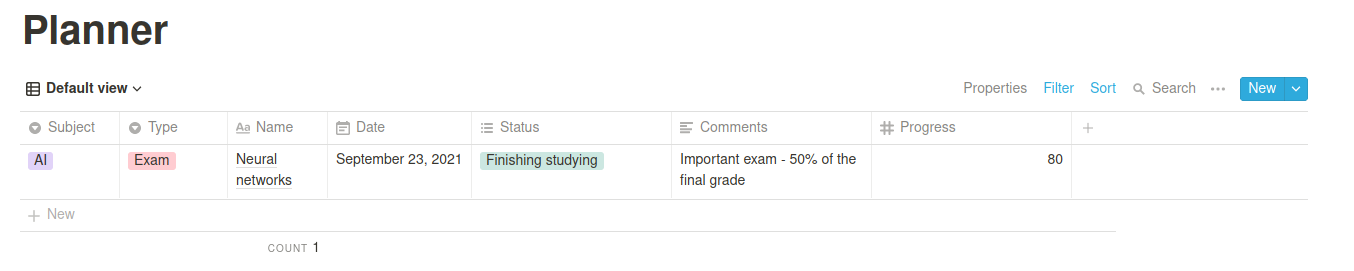 Planner
Default view
Properties Filter Sort Search ••• New
Subject Type Aa Name Date Status Comments Progress +
AI Exam Neural September 23, 2021 Finishing studying Important exam - 50% of the 80
networks final grade
+ New
COUNT 1